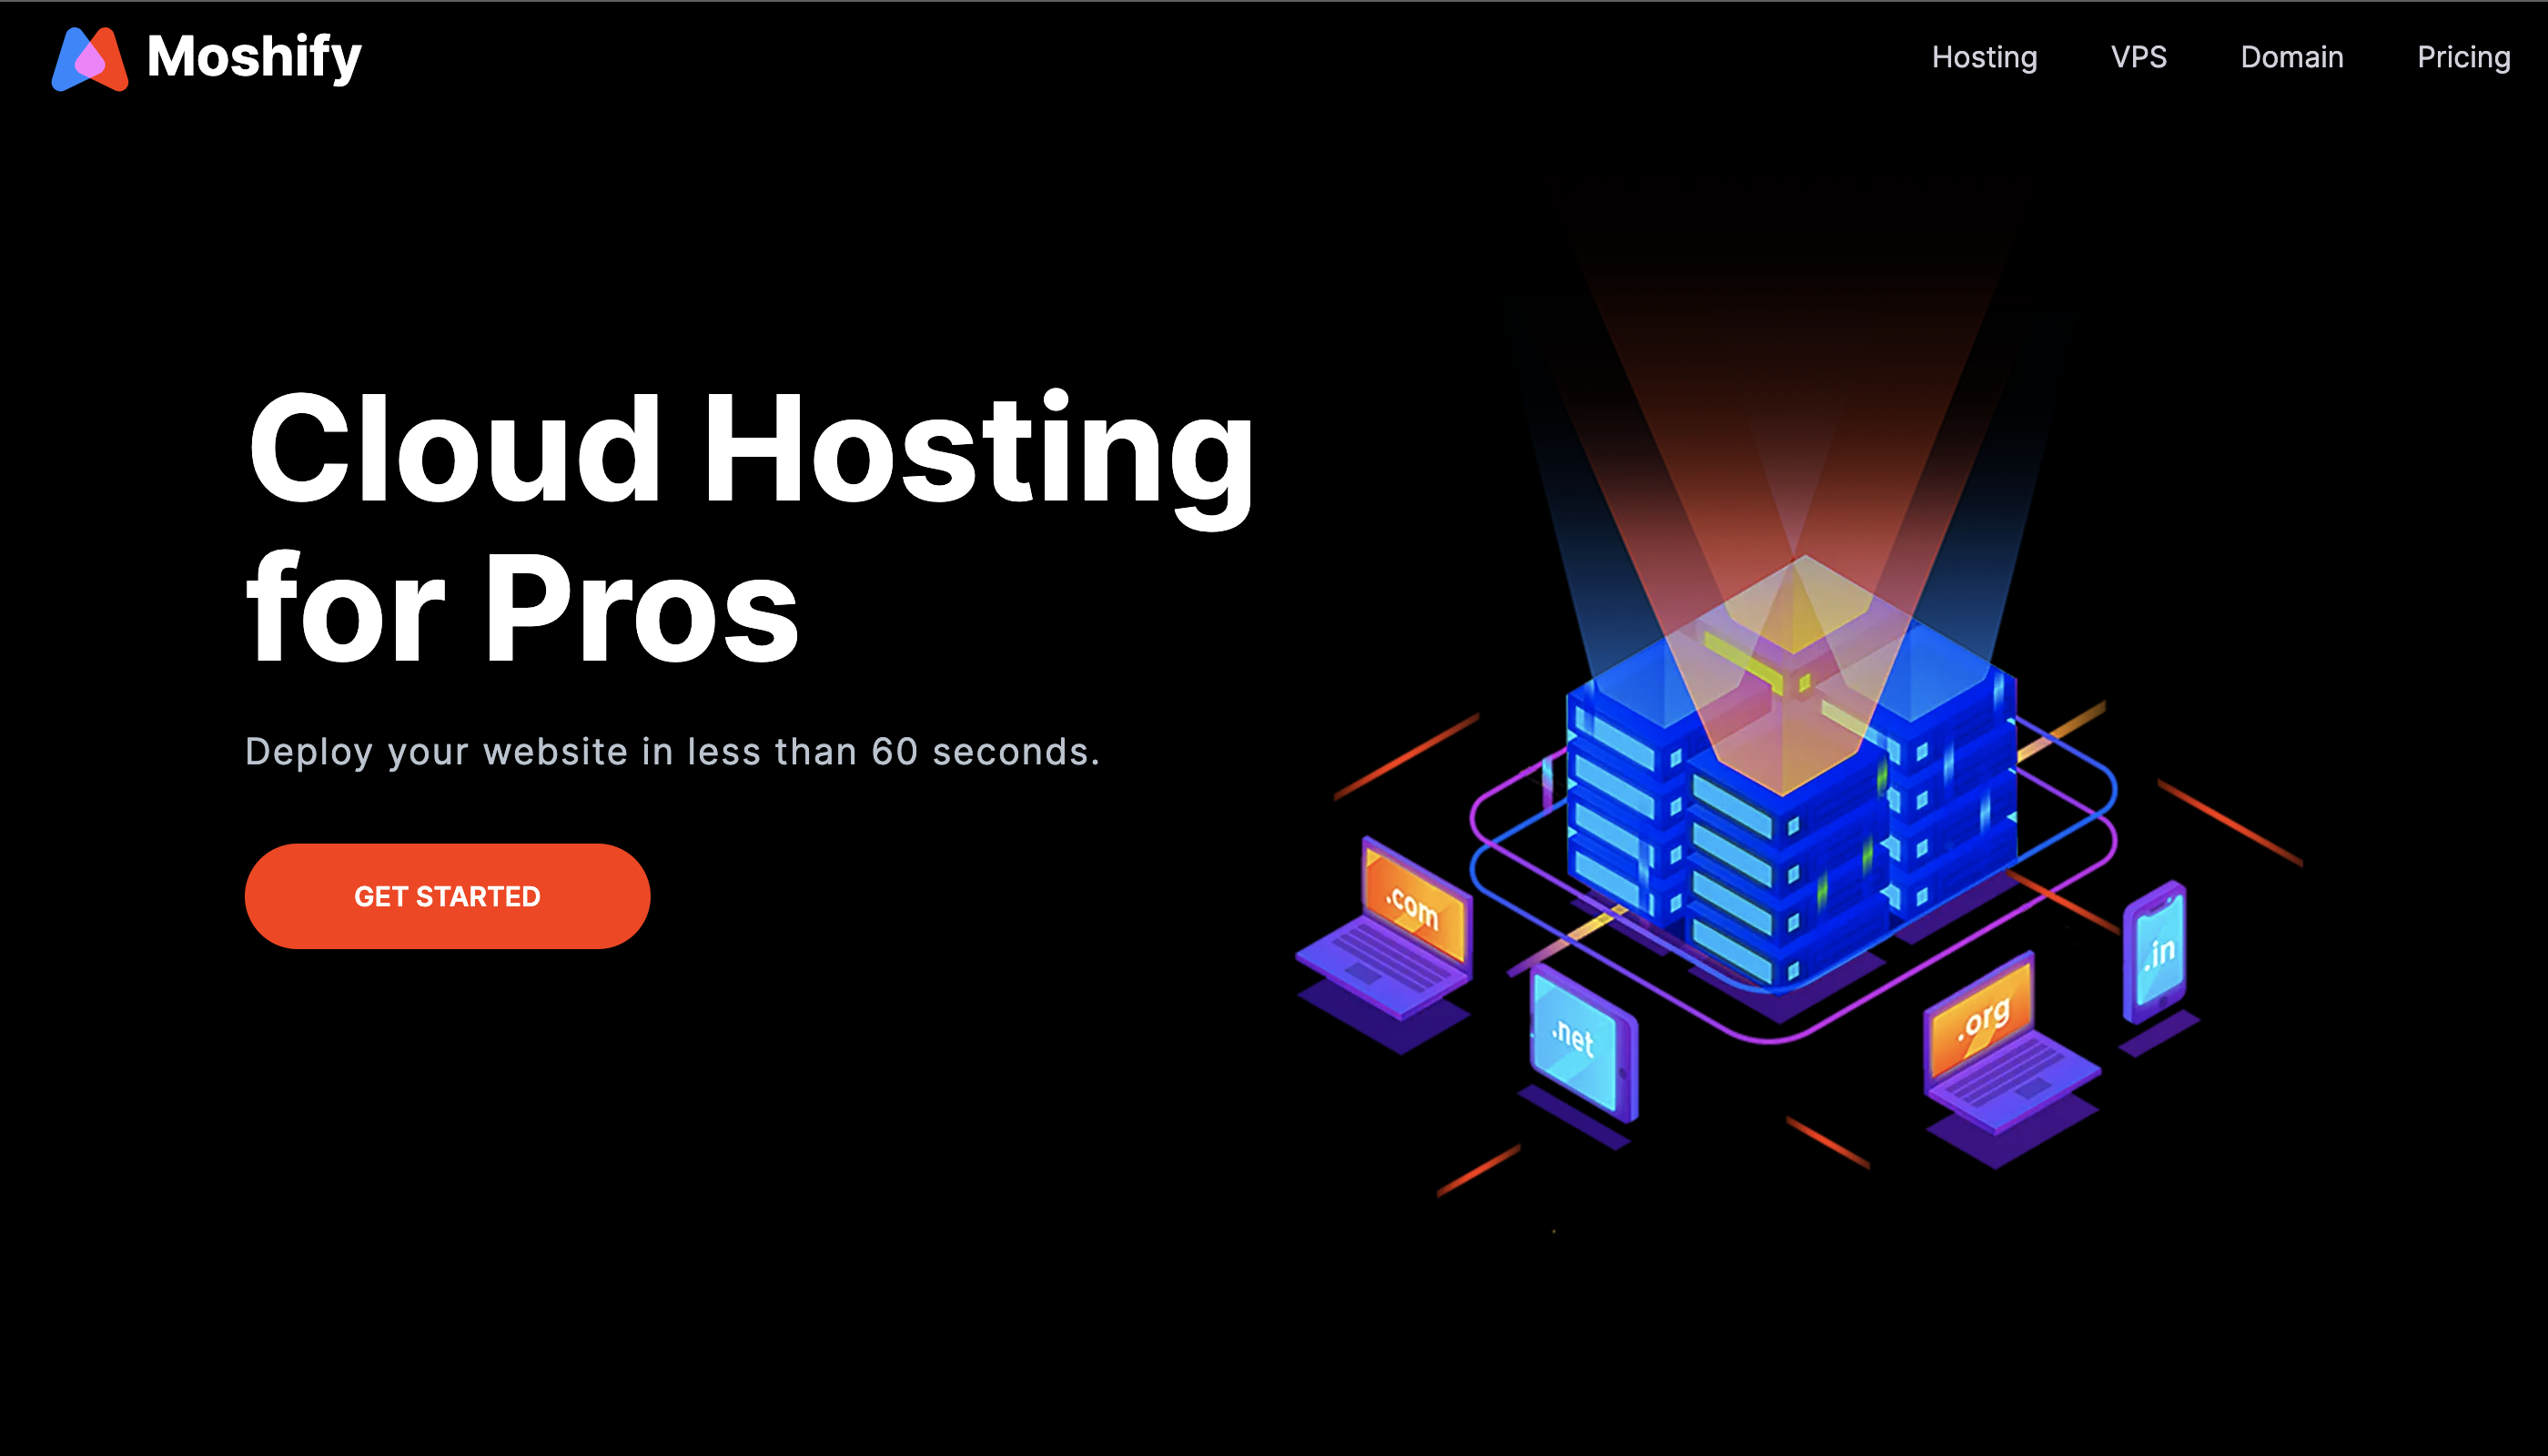 Moshify
Hosting VPS Domain Pricing
Cloud Hosting
for Pros
Deploy your website in less than 60 seconds.
GET STARTED
.com
.net
.org
.in